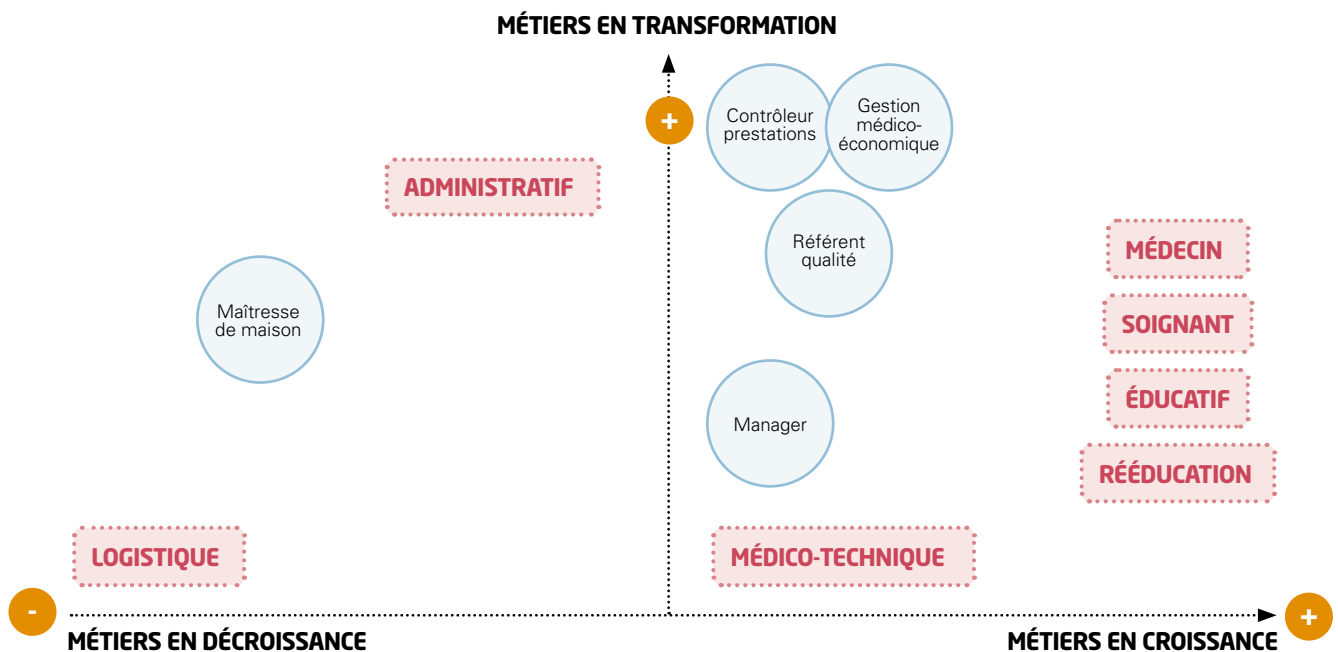 MÉTIERS EN TRANSFORMATION
+
Contrôleur
prestations
Gestion
médico-
économique
ADMINISTRATIF
Référent
qualité
MÉDECIN
Maîtresse
de maison
SOIGNANT
ÉDUCATIF
Manager
RÉÉDUCATION
LOGISTIQUE
MÉDICO-TECHNIQUE
-
+
MÉTIERS EN DÉCROISSANCE
MÉTIERS EN CROISSANCE